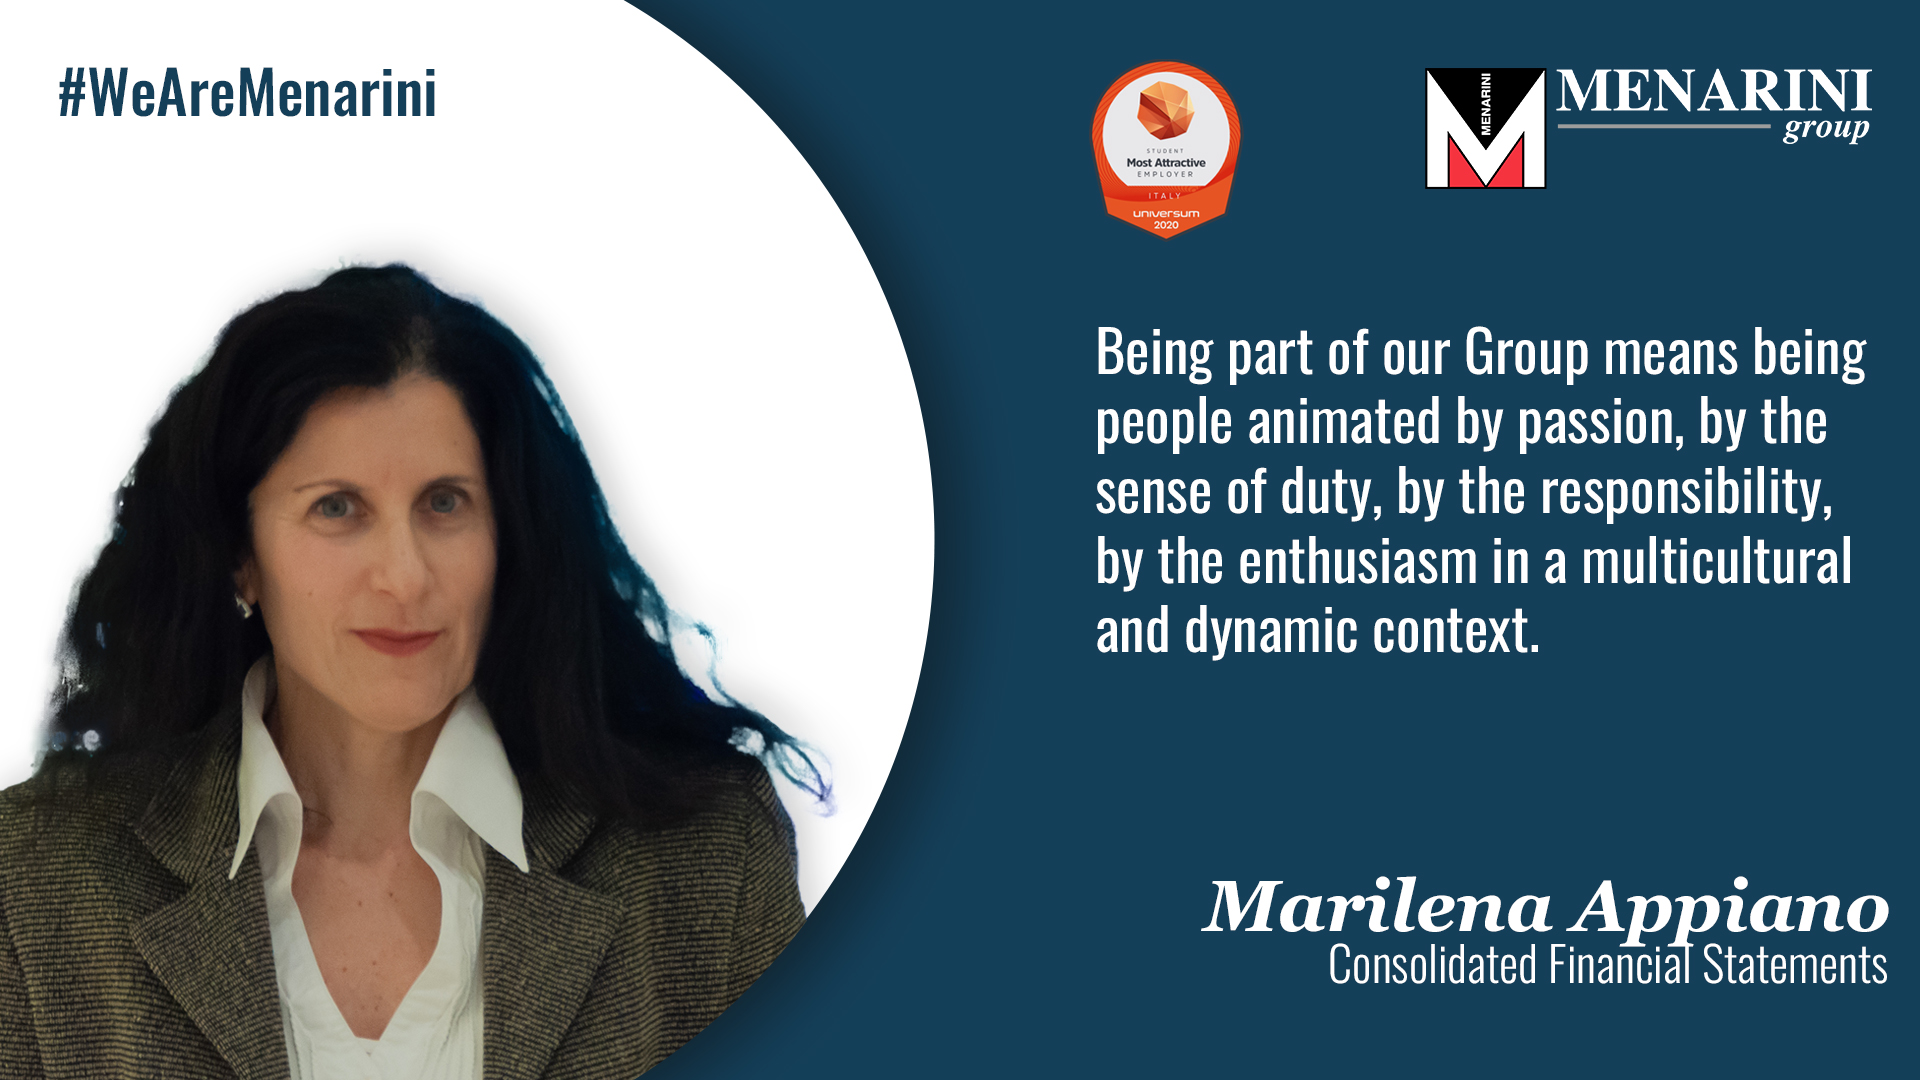 #WeAreMenarini
STUDENT
Most Attractive
EMPLOYER
ITALY
universum
2020
MENARINI
MENARINI
group
Being part of our Group means being
people animated by passion, by the
sense of duty, by the responsibility,
by the enthusiasm in a multicultural
and dynamic context.
Marilena Appiano
Consolidated Financial Statements